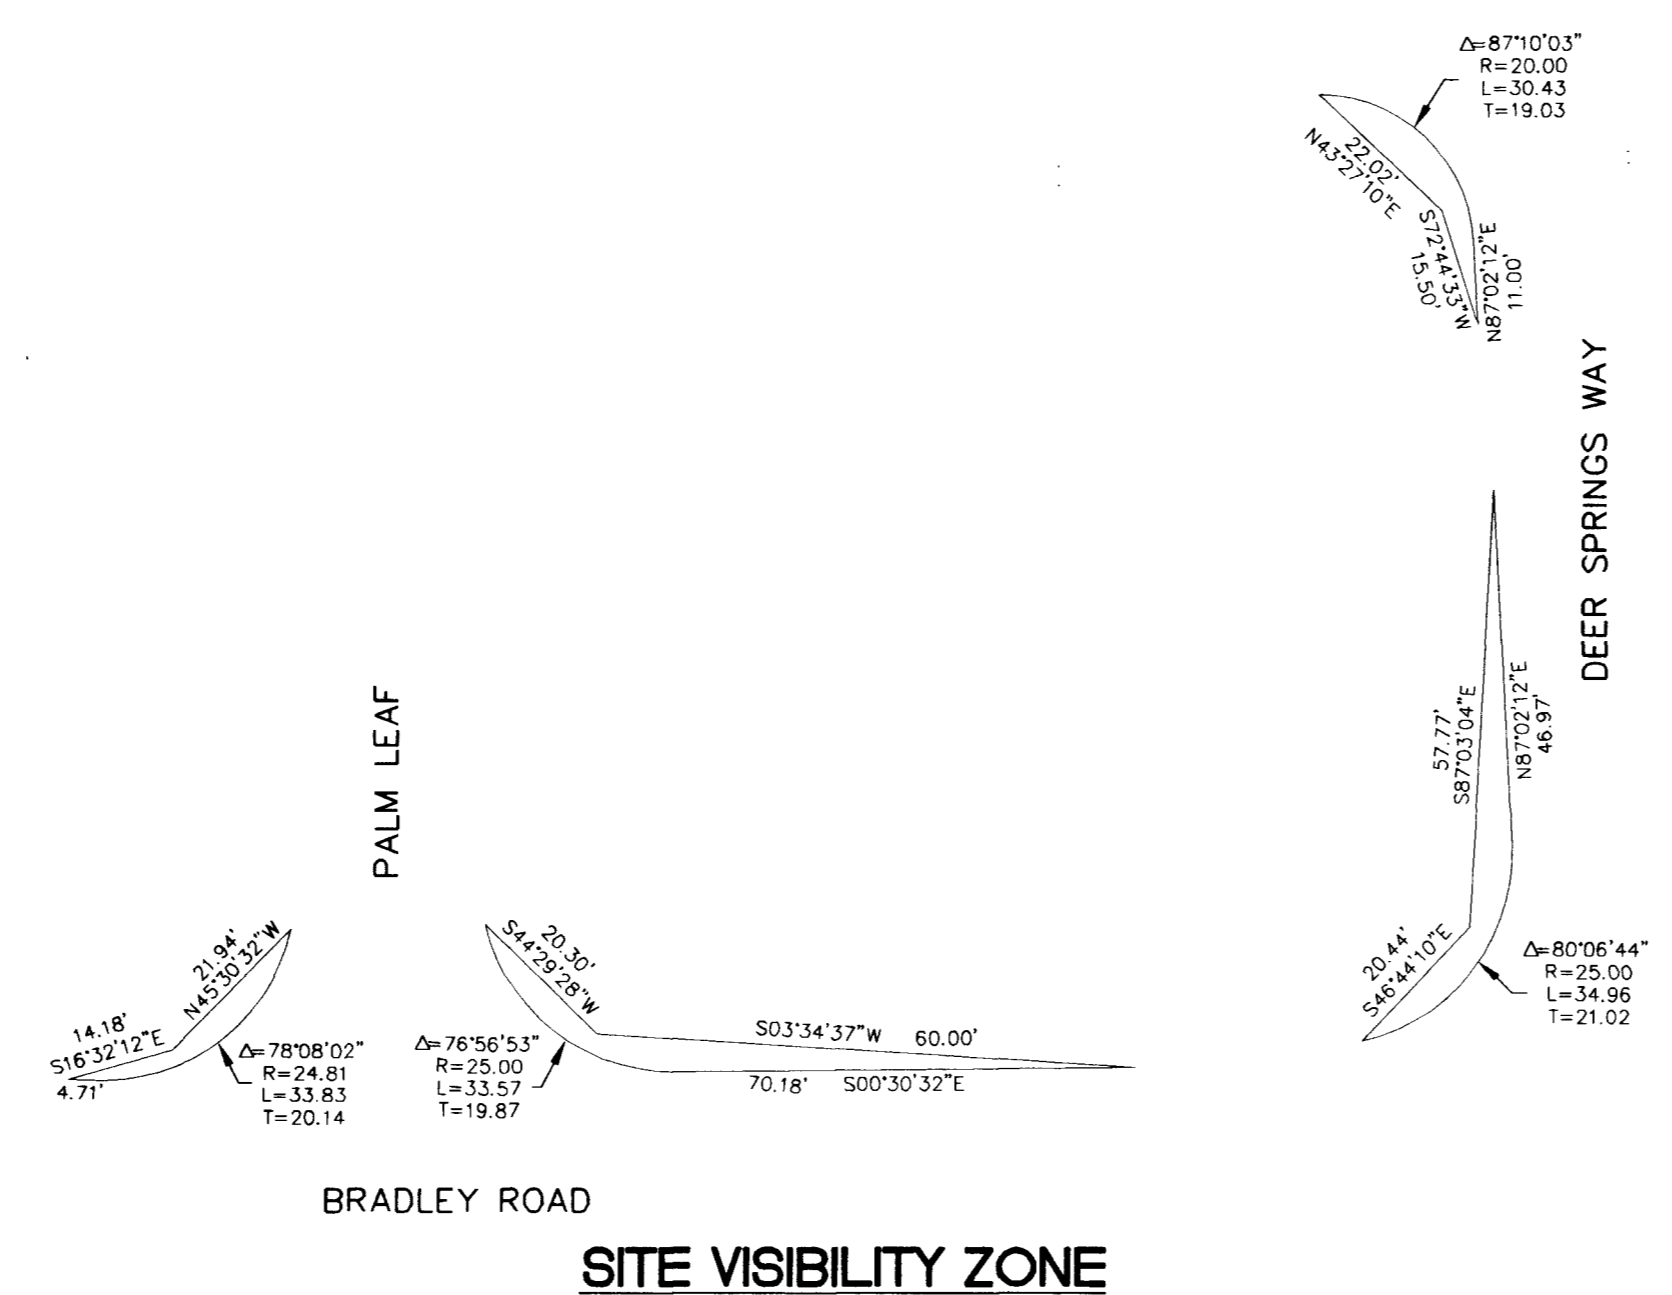 Δ=87°10'03"
R=20.00
L=30.43
T=19.03
22.02'
N43°27'10"E
S72°44'33"W
15.50'
N87°02'12"E
11.00'
DEER SPRINGS WAY
57.77'
S87°03'04"E
N87°02'12"E
46.97'
20.44'
S46°44'10"E
Δ=80°06'44"
R=25.00
L=34.96
T=21.02
PALM LEAF
21.94'
N45°30'32"W
14.18'
S16°32'12"E
4.71'
Δ=78°08'02"
R=24.81
L=33.83
T=20.14
20.30'
S44°29'28"W
Δ=76°56'53"
R=25.00
L=33.57
T=19.87
S03°34'37"W 60.00'
70.18' S00°30'32"E
BRADLEY ROAD
SITE VISIBILITY ZONE